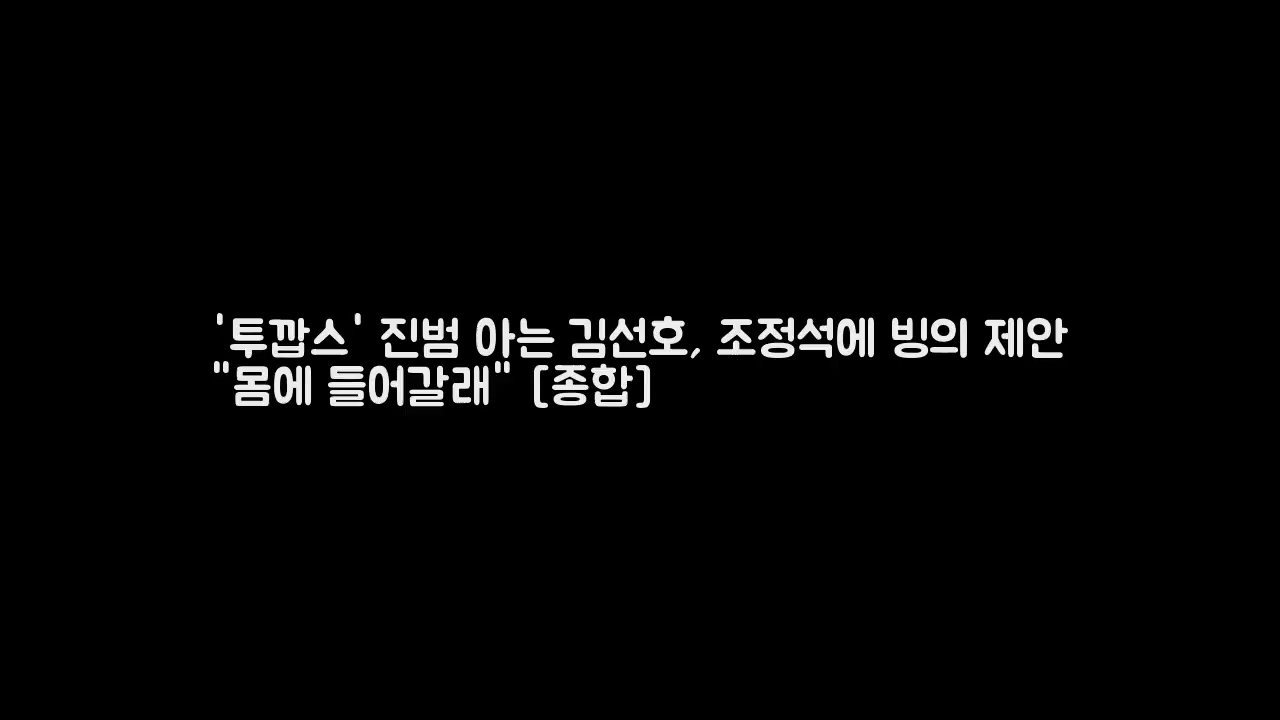 '투깝스' 진범 아는 김선호, 조정석에 빙의 제안
"몸에 들어갈래" [종합]